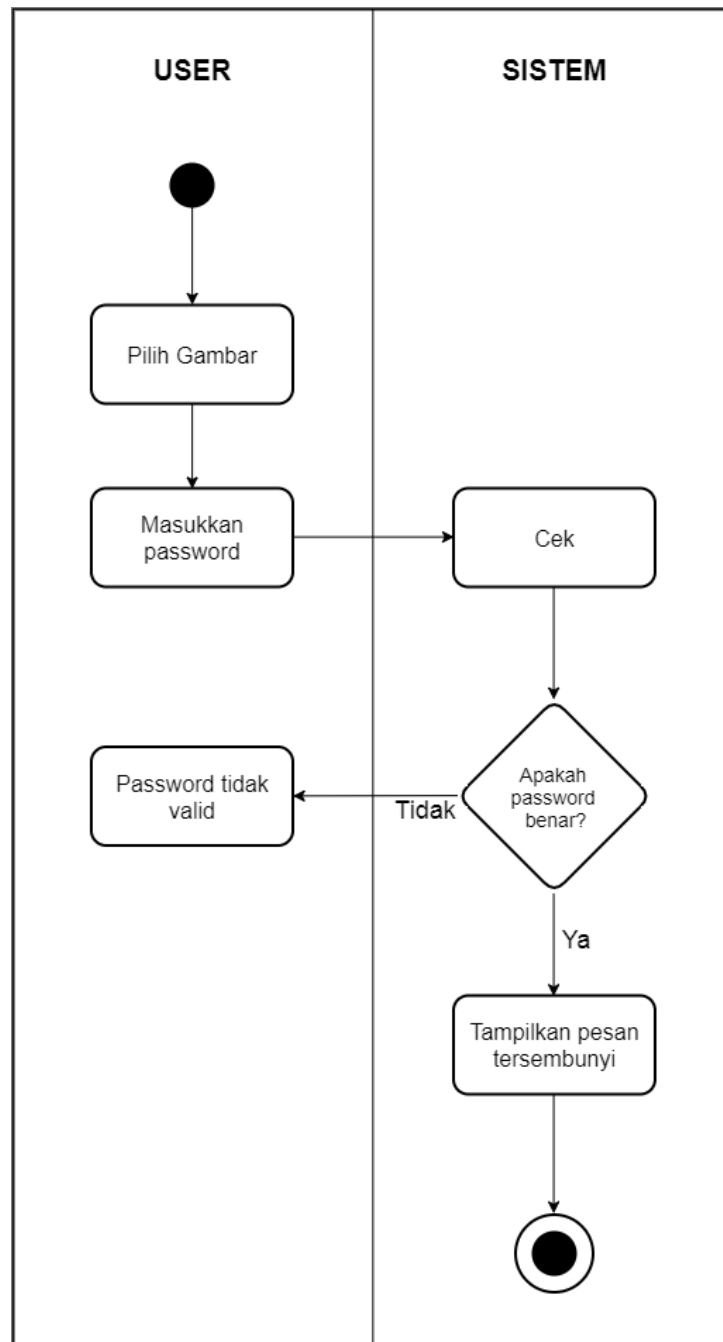 USER
SISTEM
Pilih Gambar
Masukkan
password
Cek
Password tidak
valid
Tidak
Apakah
password
benar?
Ya
Tampilkan pesan
tersembunyi